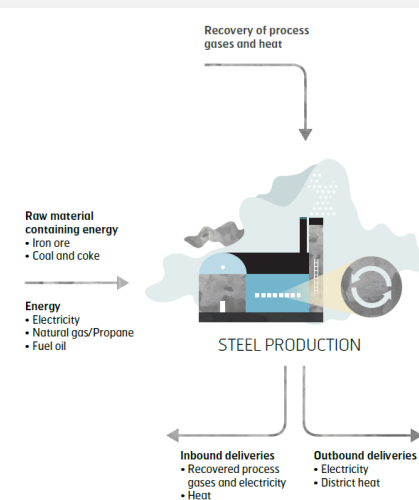 Recovery of process
gases and heat
Raw material
containing energy
• Iron ore
• Coal and coke
Energy
• Electricity
• Natural gas/Propane
• Fuel oil
STEEL PRODUCTION
Inbound deliveries
• Recovered process
gases and electricity
• Heat
Outbound deliveries
• Electricity
• District heat